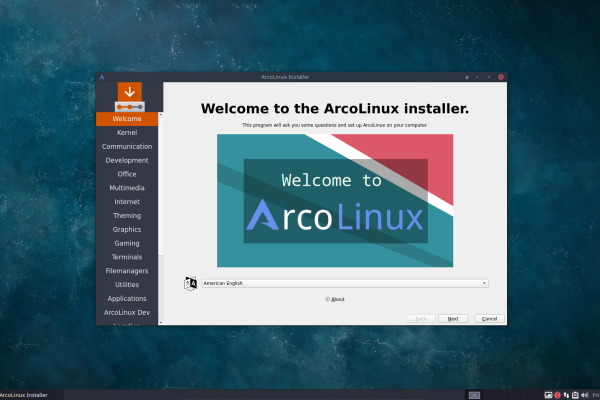 ArcoLinux Installer
Welcome
Kernel
Communication
Development
Office
Multimedia
Internet
Theming
Graphics
Gaming
Terminals
Filemanagers
Utilities
Applications
ArcoLinux Dev
Welcome to the ArcoLinux installer.
This program will ask you some questions and set up ArcoLinux on your computer.
Welcome to
ArcoLinux
American English
About
Back
Next
Cancel
ArcoLinux Installer
Fri